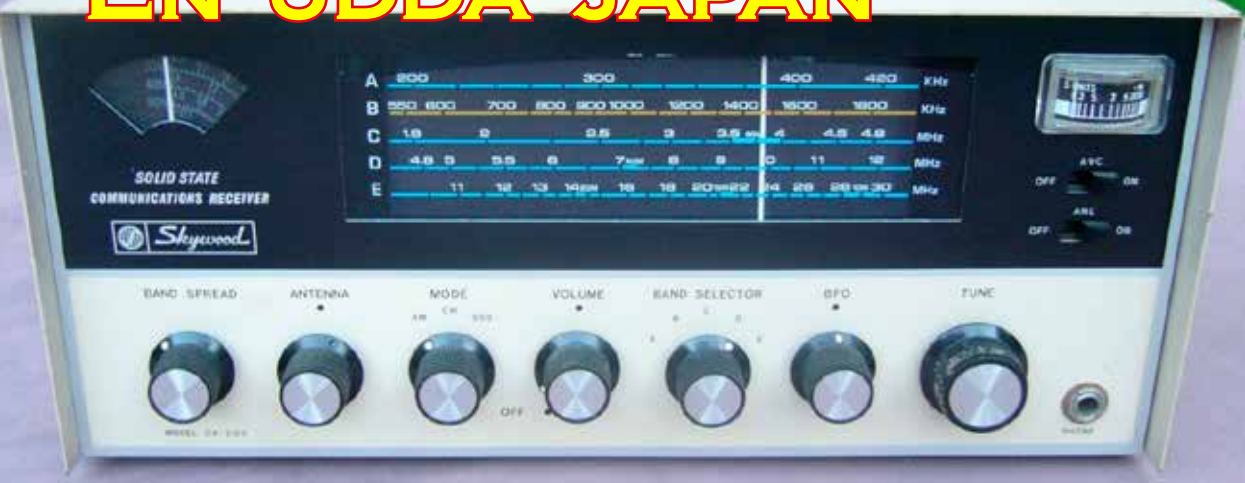 EN UDDA JAPAN
A 200 300 400 420 KHz
B 550 600 700 800 900 1000 1200 1400 1600 1800 KHz
C 1.8 2 2.5 3 3.5 4 4.5 4.8 MHz
D 4.8 5 5.5 6 7 8 9 10 11 12 MHz
E 11 12 13 14 16 18 20 22 24 26 28 30 MHz
SOLID STATE
COMMUNICATIONS RECEIVER
Skywood
AVC
OFF ON
ANL
OFF ON
BAND SPREAD ANTENNA MODE VOLUME BAND SELECTOR BFO TUNE
AM CW SSB
A B C D E
OFF
MODEL